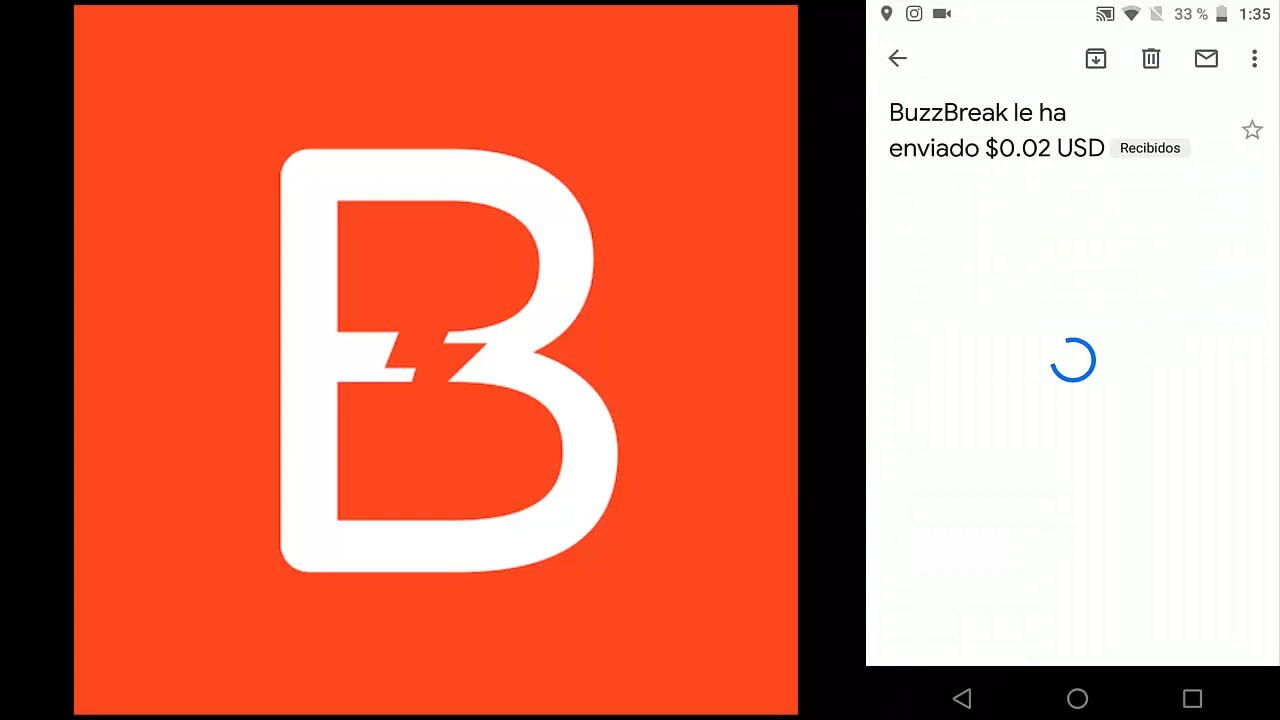 B
33 %
1:35
BuzzBreak le ha
enviado $0.02 USD
Recibidos